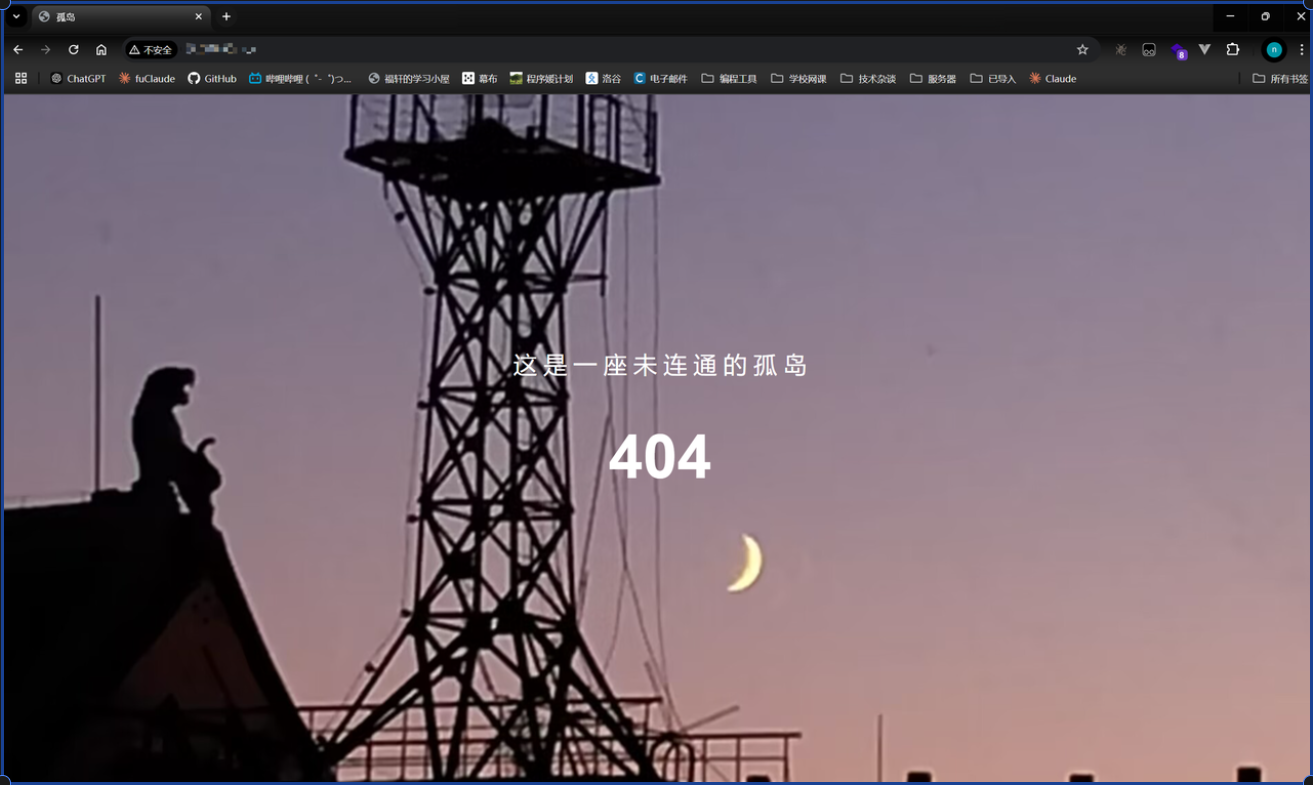 孤岛
不安全
ChatGPT
fuClaude
GitHub
哔哩哔哩 ( ゜- ゜)つ...
福轩的学习小屋
幕布
程序媛计划
洛谷
电子邮件
编程工具
学校网课
技术杂谈
服务器
已导入
Claude
所有书签
n
8
这是一座未连通的孤岛
404